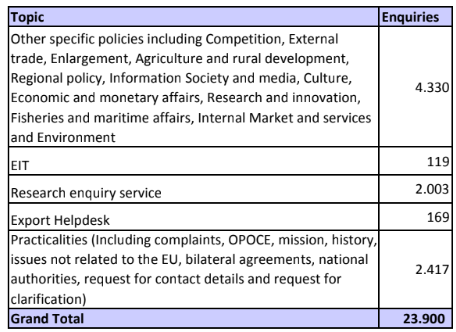 Topic Enquiries
Other specific policies including Competition, External
trade, Enlargement, Agriculture and rural development,
Regional policy, Information Society and media, Culture,
Economic and monetary affairs, Research and innovation,
Fisheries and maritime affairs, Internal Market and services
and Environment
4.330
EIT 119
Research enquiry service 2.003
Export Helpdesk 169
Practicalities (Including complaints, OPOCE, mission, history,
issues not related to the EU, bilateral agreements, national
authorities, request for contact details and request for
clarification)
2.417
Grand Total 23.900